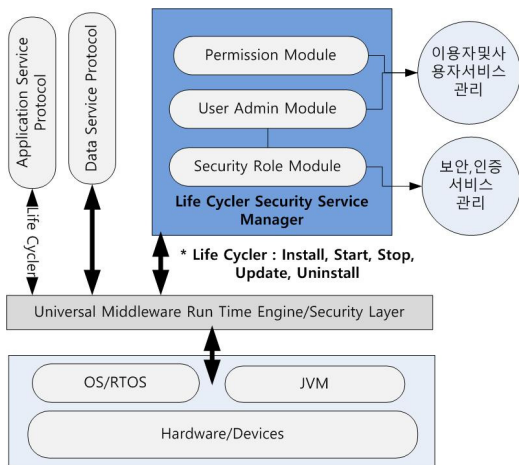 Application Service
Protocol
Data Service Protocol
Life Cycler
Permission Module
User Admin Module
Security Role Module
Life Cycler Security Service
Manager
이용자및사
용자서비스
관리
보안,인증
서비스
관리
* Life Cycler : Install, Start, Stop,
Update, Uninstall
Universal Middleware Run Time Engine/Security Layer
OS/RTOS
JVM
Hardware/Devices